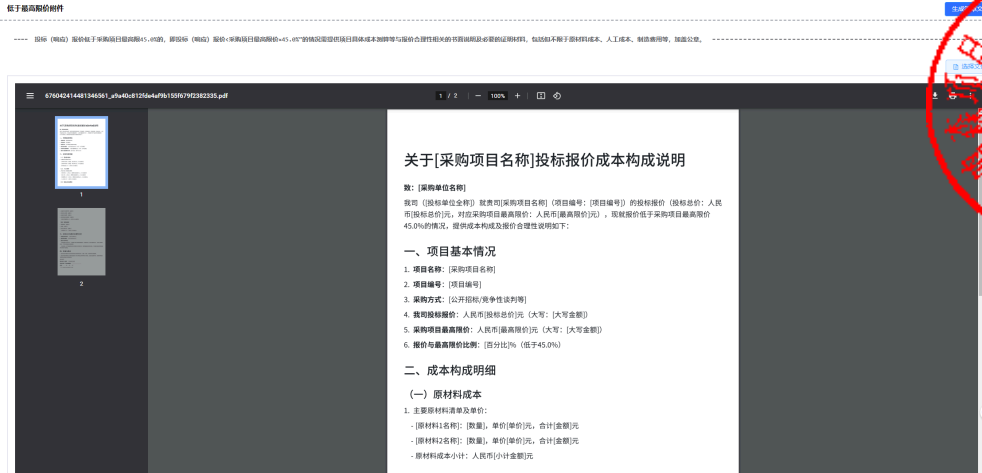 低于最高限价附件
投标（响应）报价低于采购项目最高限45.0%的，即投标（响应）报价<采购项目最高限价×45.0%"的情况需提供项目具体成本测算等与报价合理性相关的书面说明及必要的证明材料，包括但不限于原材料成本、人工成本、制造费用等，加盖公章。
676042414481346561_a9a40c812fde4af9b155f679f2382335.pdf
1 / 2
100%
1
2
关于[采购项目名称]投标报价成本构成说明
致：[采购单位名称]
我司（[投标单位全称]）就贵司[采购项目名称]（项目编号：[项目编号]）的投标报价（投标总价：人民
币[投标总价]元，对应采购项目最高限价：人民币[最高限价]元），现就报价低于采购项目最高限价
45.0%的情况，提供成本构成及报价合理性说明如下：
一、项目基本情况
1. 项目名称：[采购项目名称]
2. 项目编号：[项目编号]
3. 采购方式：[公开招标/竞争性谈判等]
4. 我司投标报价：人民币[投标总价]元（大写：[大写金额]）
5. 采购项目最高限价：人民币[最高限价]元（大写：[大写金额]）
6. 报价与最高限价比例：[百分比]%（低于45.0%）
二、成本构成明细
（一）原材料成本
1. 主要原材料清单及单价：
- [原材料1名称]：[数量]，单价[单价]元，合计[金额]元
- [原材料2名称]：[数量]，单价[单价]元，合计[金额]元
- 原材料成本小计：人民币[小计金额]元